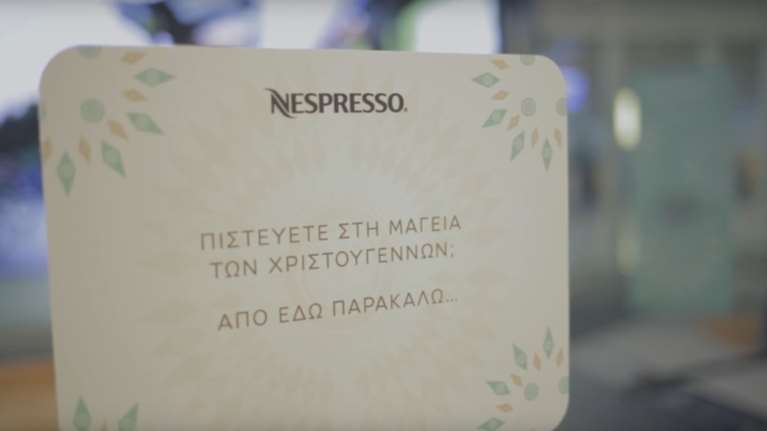 NESPRESSO®
ΠΙΣΤΕΥΕΤΕ ΣΤΗ ΜΑΓΕΙΑ
ΤΩΝ ΧΡΙΣΤΟΥΓΕΝΝΩΝ;
ΑΠΟ ΕΔΩ ΠΑΡΑΚΑΛΩ...